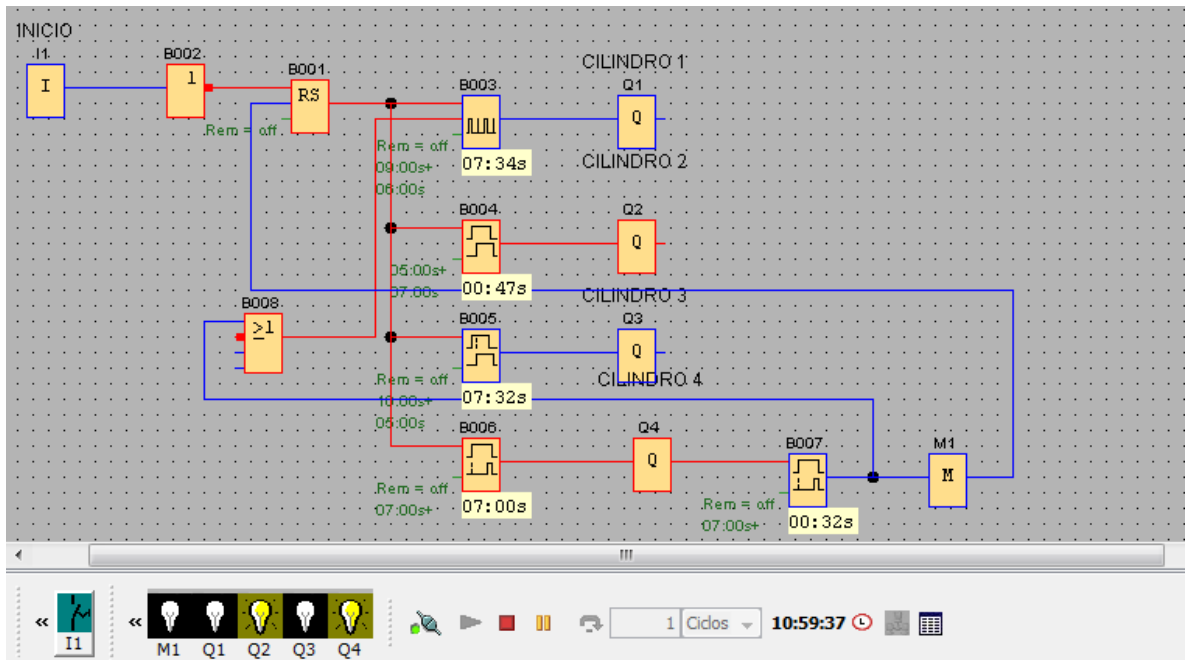 INICIO
I1
I
B002
1
B001
RS
Rem = off
CILINDRO 1
B003
Q1
Q
Rem = off
09:00s+
06:00s
07:34s
CILINDRO 2
B004
Q2
Q
05:00s+
07:00s
00:47s
CILINDRO 3
B008
≥1
B005
Q3
Q
Rem = off
10:00s+
05:00s
07:32s
CILINDRO 4
B006
Q4
Q
Rem = off
07:00s+
07:00s
B007
Rem = off
07:00s+
00:32s
M1
M
« I1 « M1 Q1 Q2 Q3 Q4
1 Ciclos 10:59:37